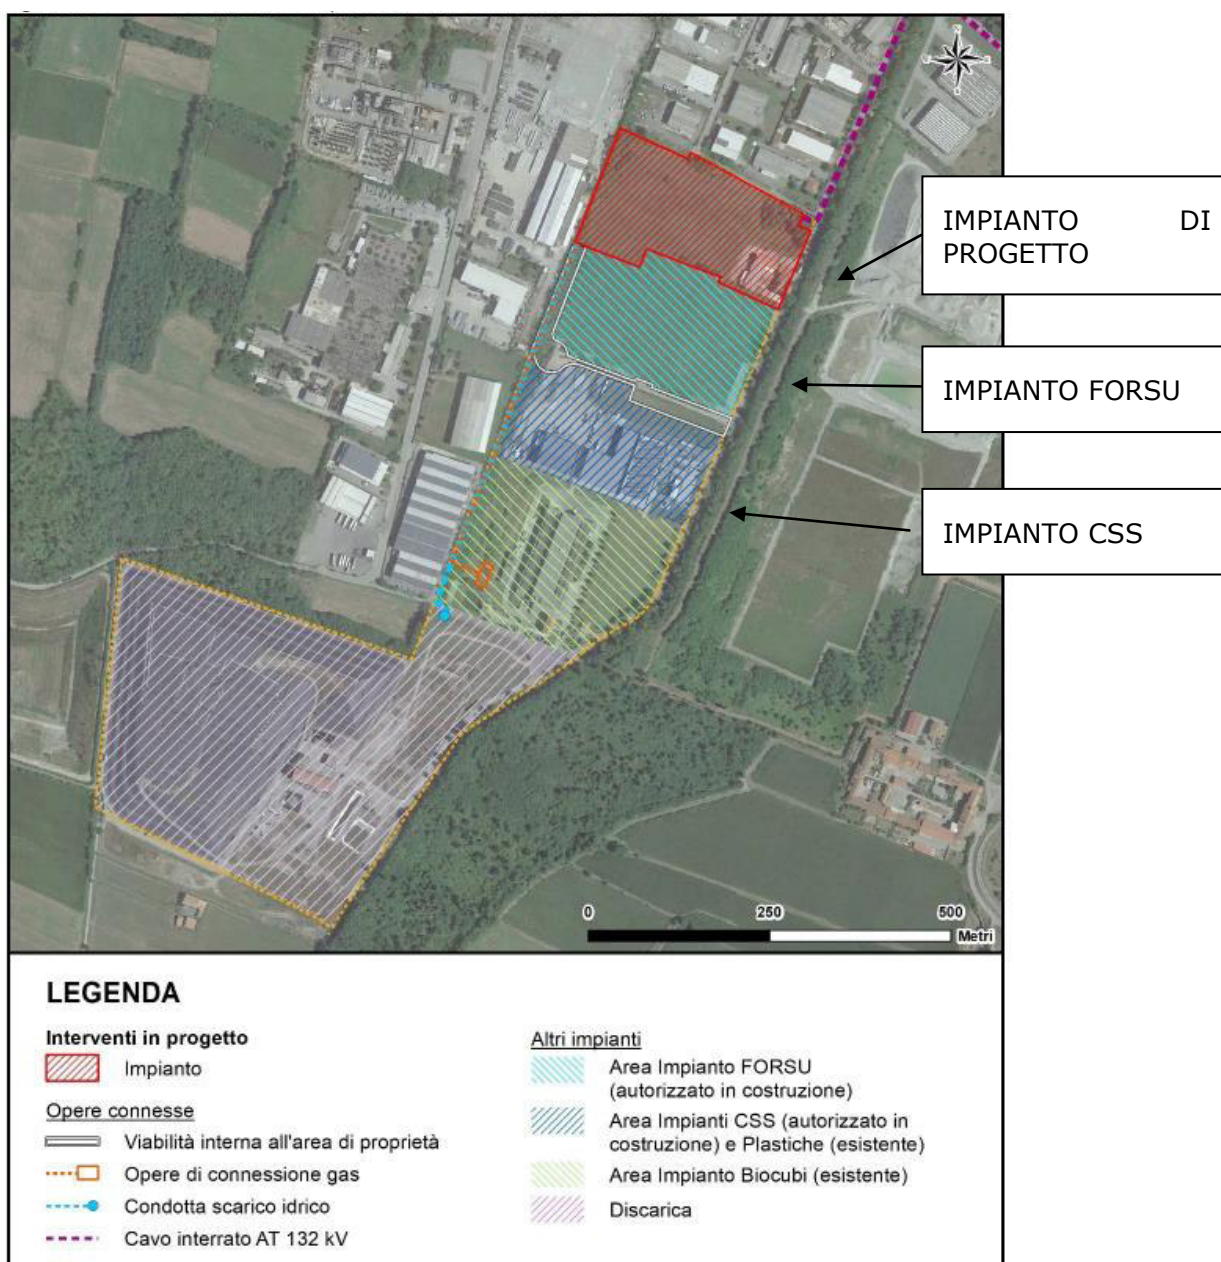 IMPIANTO DI
PROGETTO
IMPIANTO FORSU
IMPIANTO CSS
0 250 500
Metri
LEGENDA
Interventi in progetto
Impianto
Opere connesse
Viabilità interna all'area di proprietà
Opere di connessione gas
Condotta scarico idrico
Cavo interrato AT 132 kV
Altri impianti
Area Impianto FORSU
(autorizzato in costruzione)
Area Impianti CSS (autorizzato in
costruzione) e Plastiche (esistente)
Area Impianto Biocubi (esistente)
Discarica